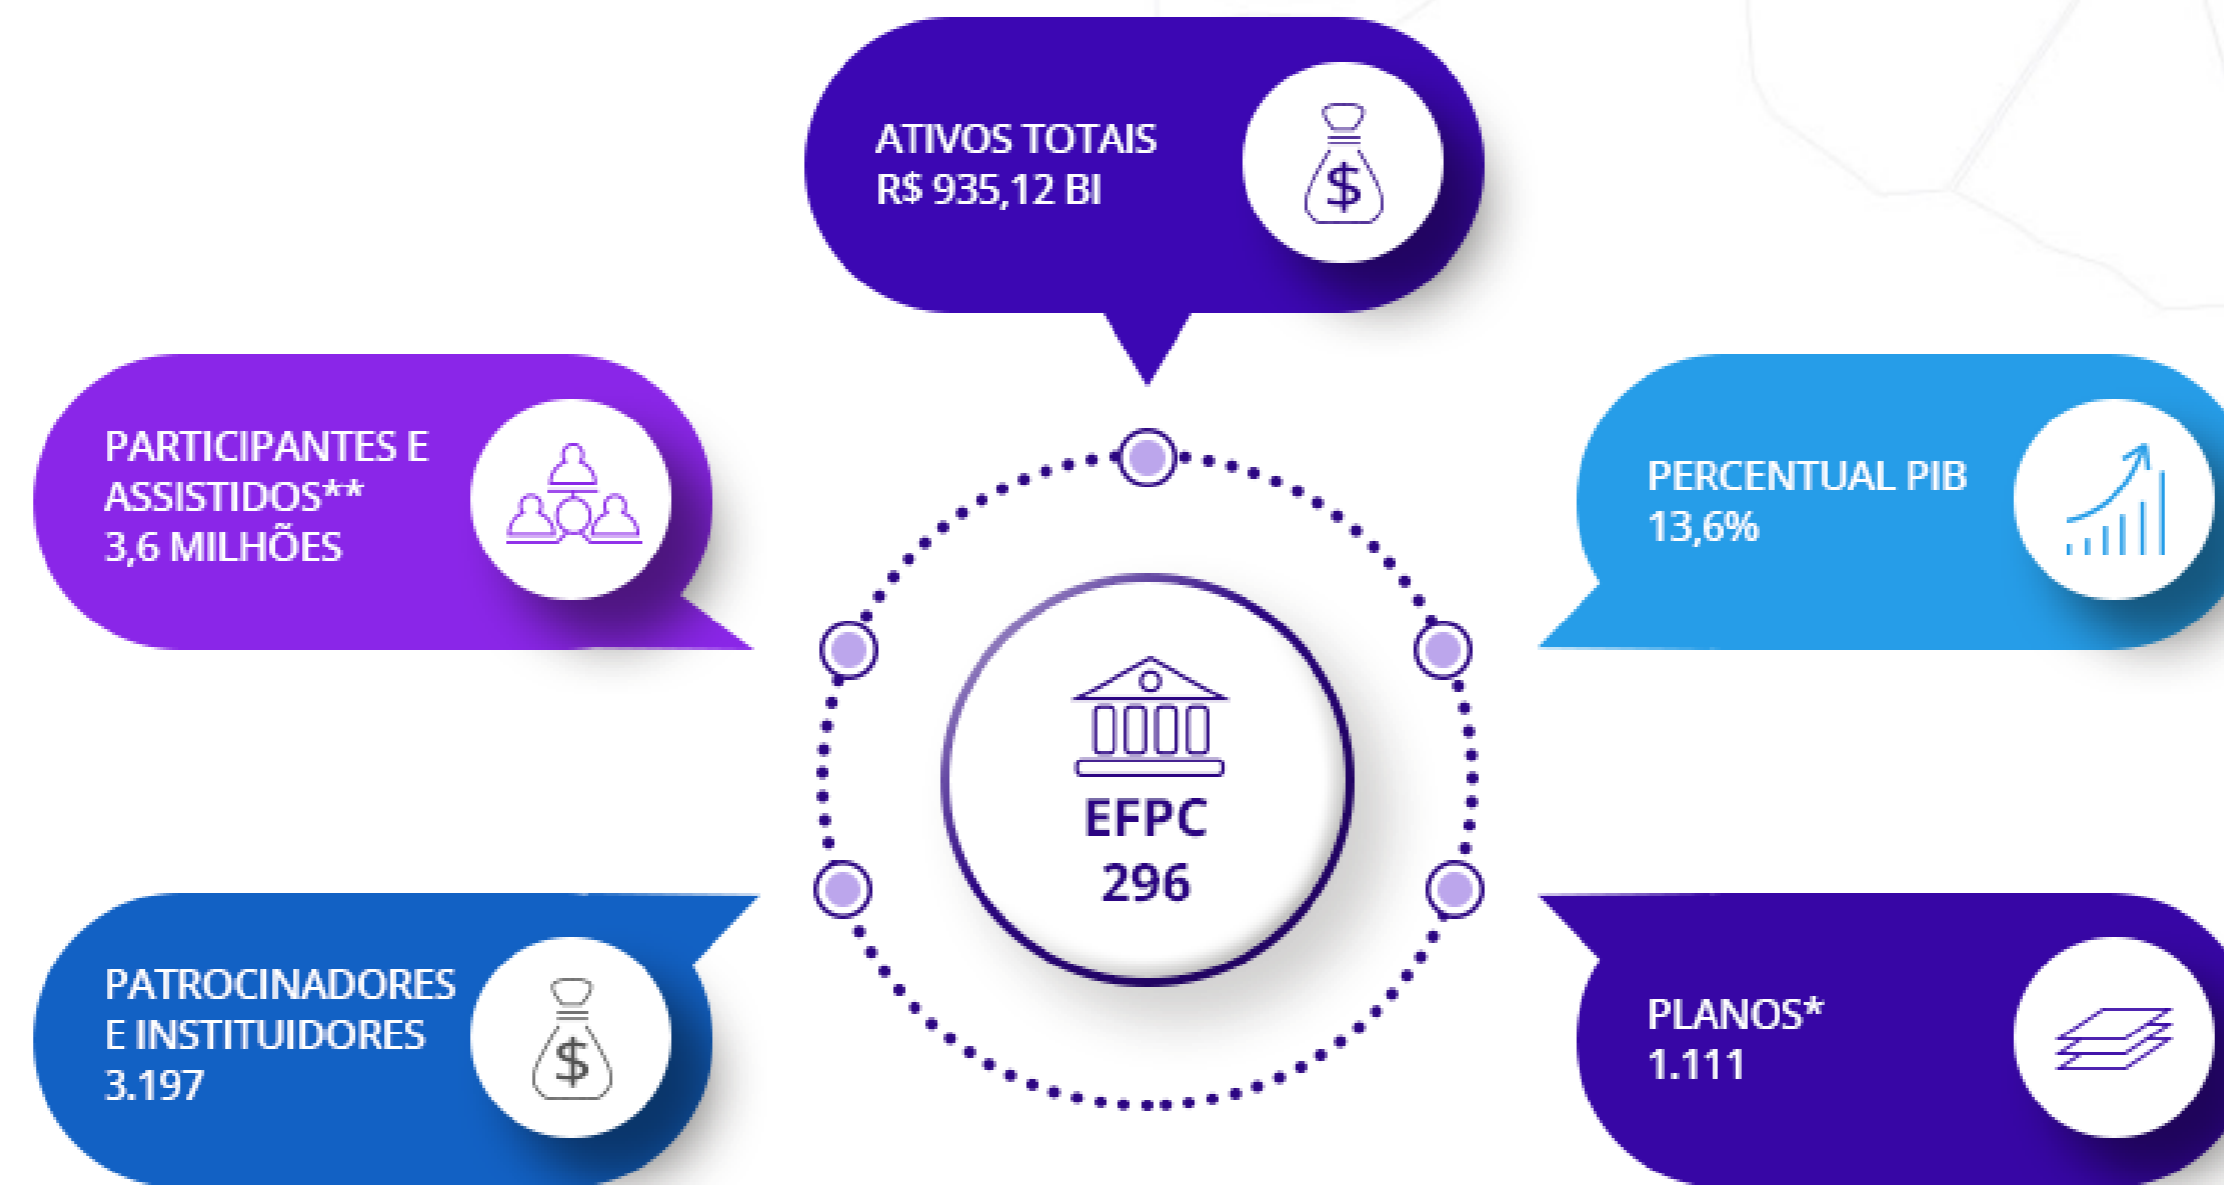 ATIVOS TOTAIS
R$ 935,12 BI
PARTICIPANTES E
ASSISTIDOS**
3,6 MILHÕES
PERCENTUAL PIB
13,6%
EFPC
296
PATROCINADORES
E INSTITUIDORES
3.197
PLANOS*
1.111